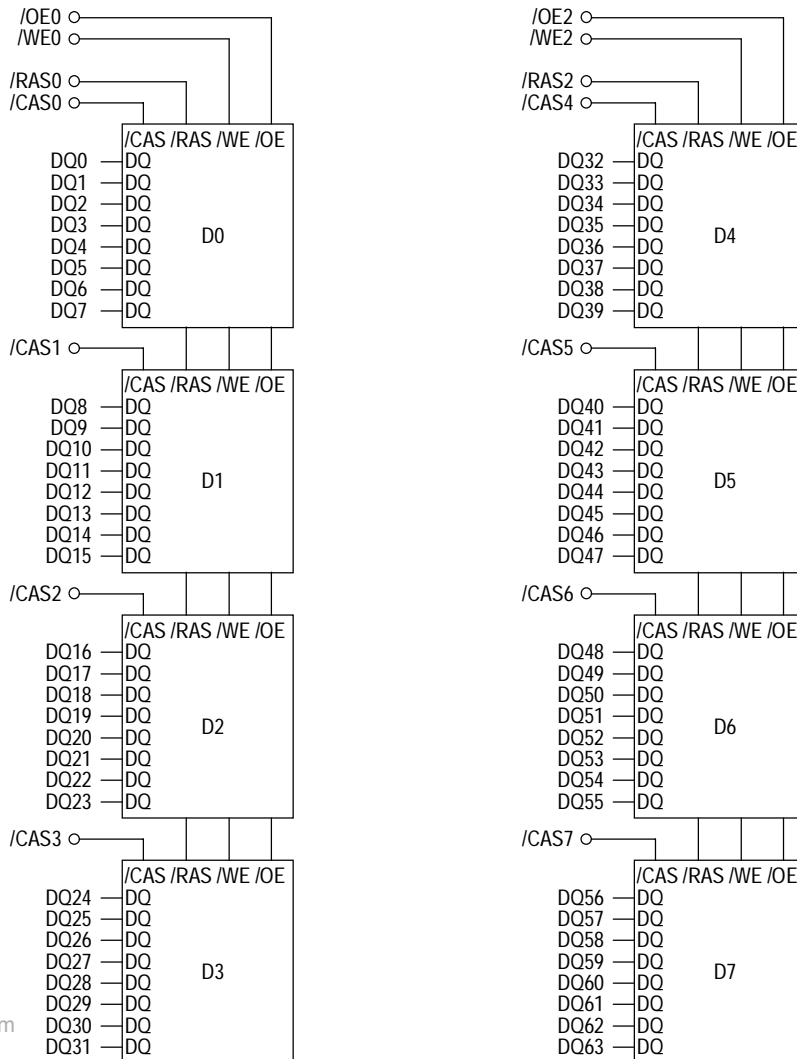 /OE0
/WE0
/RAS0
/CAS0
/CAS /RAS /WE /OE
DQ0 DQ
DQ1 DQ
DQ2 DQ
DQ3 DQ
DQ4 DQ
DQ5 DQ
DQ6 DQ
DQ7 DQ
D0
/CAS1
/CAS /RAS /WE /OE
DQ8 DQ
DQ9 DQ
DQ10 DQ
DQ11 DQ
DQ12 DQ
DQ13 DQ
DQ14 DQ
DQ15 DQ
D1
/CAS2
/CAS /RAS /WE /OE
DQ16 DQ
DQ17 DQ
DQ18 DQ
DQ19 DQ
DQ20 DQ
DQ21 DQ
DQ22 DQ
DQ23 DQ
D2
/CAS3
/CAS /RAS /WE /OE
DQ24 DQ
DQ25 DQ
DQ26 DQ
DQ27 DQ
DQ28 DQ
DQ29 DQ
DQ30 DQ
DQ31 DQ
D3
m
/OE2
/WE2
/RAS2
/CAS4
/CAS /RAS /WE /OE
DQ32 DQ
DQ33 DQ
DQ34 DQ
DQ35 DQ
DQ36 DQ
DQ37 DQ
DQ38 DQ
DQ39 DQ
D4
/CAS5
/CAS /RAS /WE /OE
DQ40 DQ
DQ41 DQ
DQ42 DQ
DQ43 DQ
DQ44 DQ
DQ45 DQ
DQ46 DQ
DQ47 DQ
D5
/CAS6
/CAS /RAS /WE /OE
DQ48 DQ
DQ49 DQ
DQ50 DQ
DQ51 DQ
DQ52 DQ
DQ53 DQ
DQ54 DQ
DQ55 DQ
D6
/CAS7
/CAS /RAS /WE /OE
DQ56 DQ
DQ57 DQ
DQ58 DQ
DQ59 DQ
DQ60 DQ
DQ61 DQ
DQ62 DQ
DQ63 DQ
D7